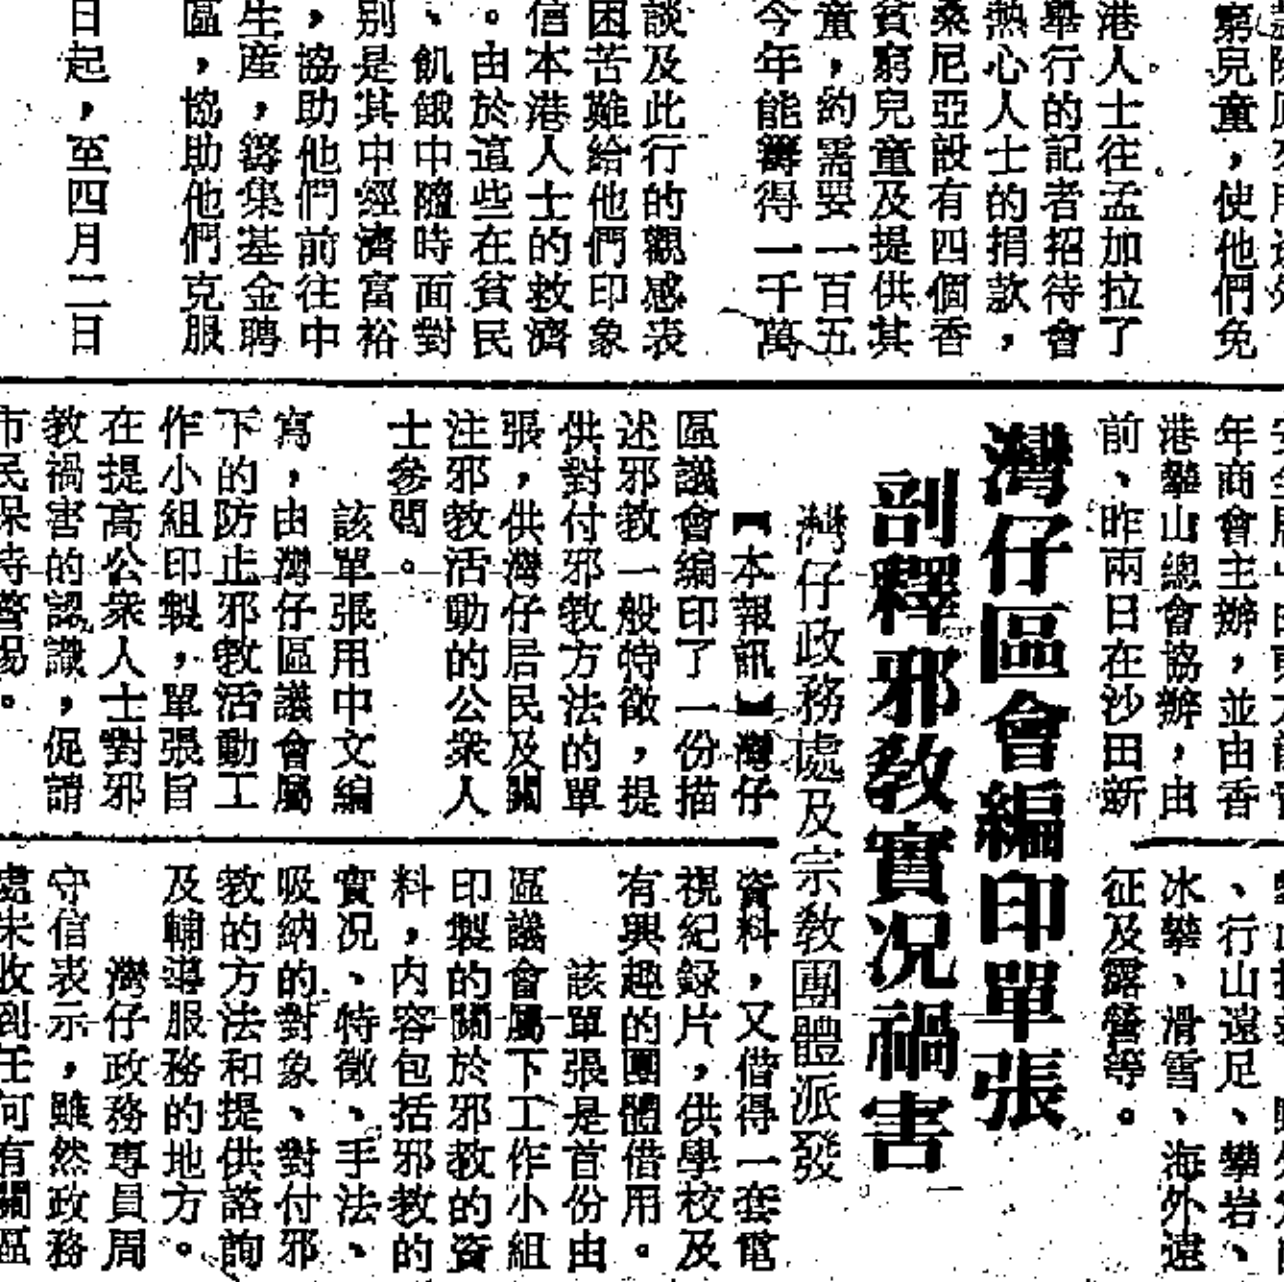 窮兒童，使他們免
港人士往孟加拉了
舉行的記者招待會
熱心人士的捐款，
桑尼亞設有四個香
貧窮兒童及提供其
童，約需要一百五
今年能籌得一千萬
談及此行的觀感表
困苦雖給他們印象
信本港人士的救濟
。由於這些在貧民
、飢餓中隨時面對
別是其中經濟富裕
，協助他們前往中
生産，籌集基金聘
區，協助他們克服
日起，至四月二日
年商會主辦，並由香
港攀山總會協辦，由
前、昨兩日在沙田新
、行山遠足、攀岩、
冰攀、滑雪、海外遠
征及露營等。
灣仔區會編印單張
剖釋邪教實况禍害
灣仔政務處及宗教團體派發
【本報訊】灣仔
區議會編印了一份描
述邪教一般特徵，提
供對付邪教方法的單
張，供灣仔居民及關
注邪教活動的公衆人
士參閱。
該單張用中文編
寫，由灣仔區議會屬
下的防止邪教活動工
作小組印製，單張旨
在提高公衆人士對邪
教禍害的認識，促請
市民保持警惕。
資料，又借得一套電
視紀録片，供學校及
有興趣的團體借用。
該單張是首份由
區議會屬下工作小組
印製的關於邪教的資
料，内容包括邪教的
實况、特徵、手法、
吸納的對象、對付邪
教的方法和提供諮詢
及輔導服務的地方。
灣仔政務專員周
守信表示，雖然政務
處未收到任何有關區